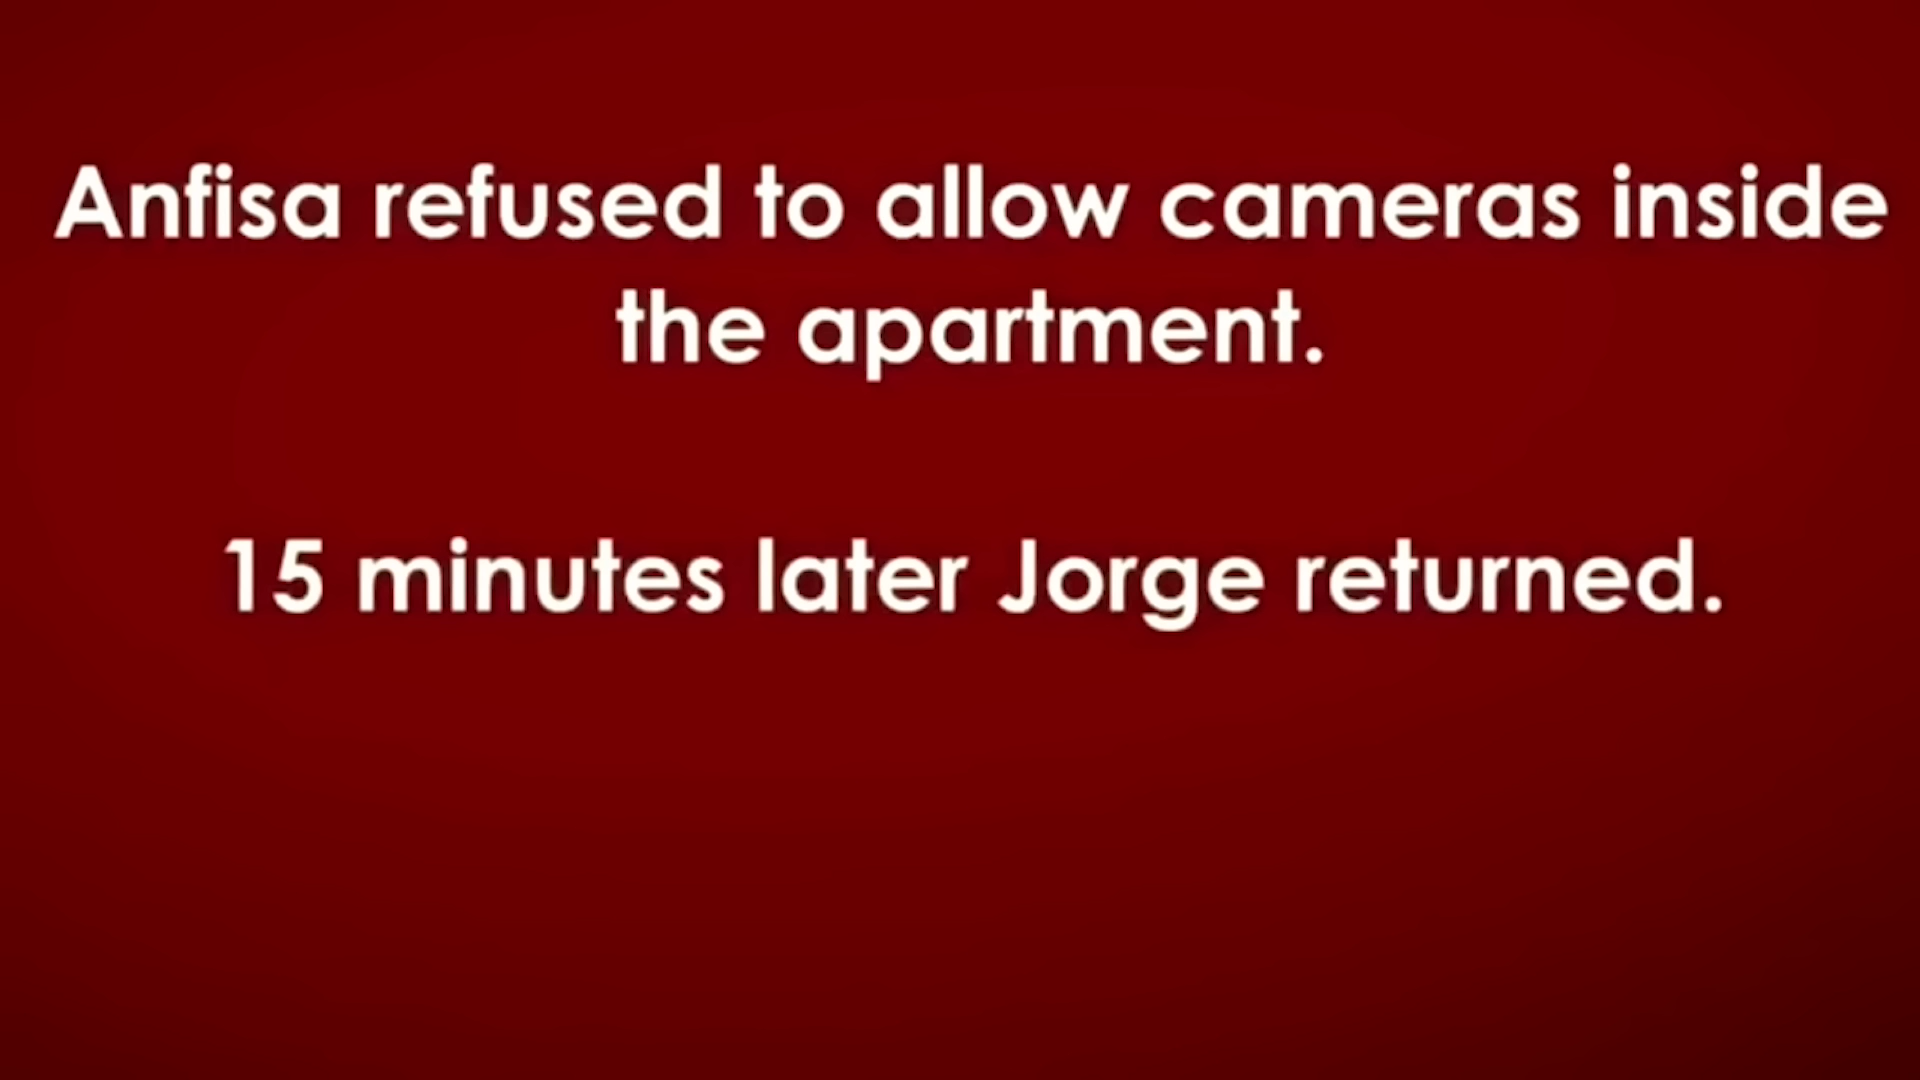 Anfisa refused to allow cameras inside
the apartment.
15 minutes later Jorge returned.